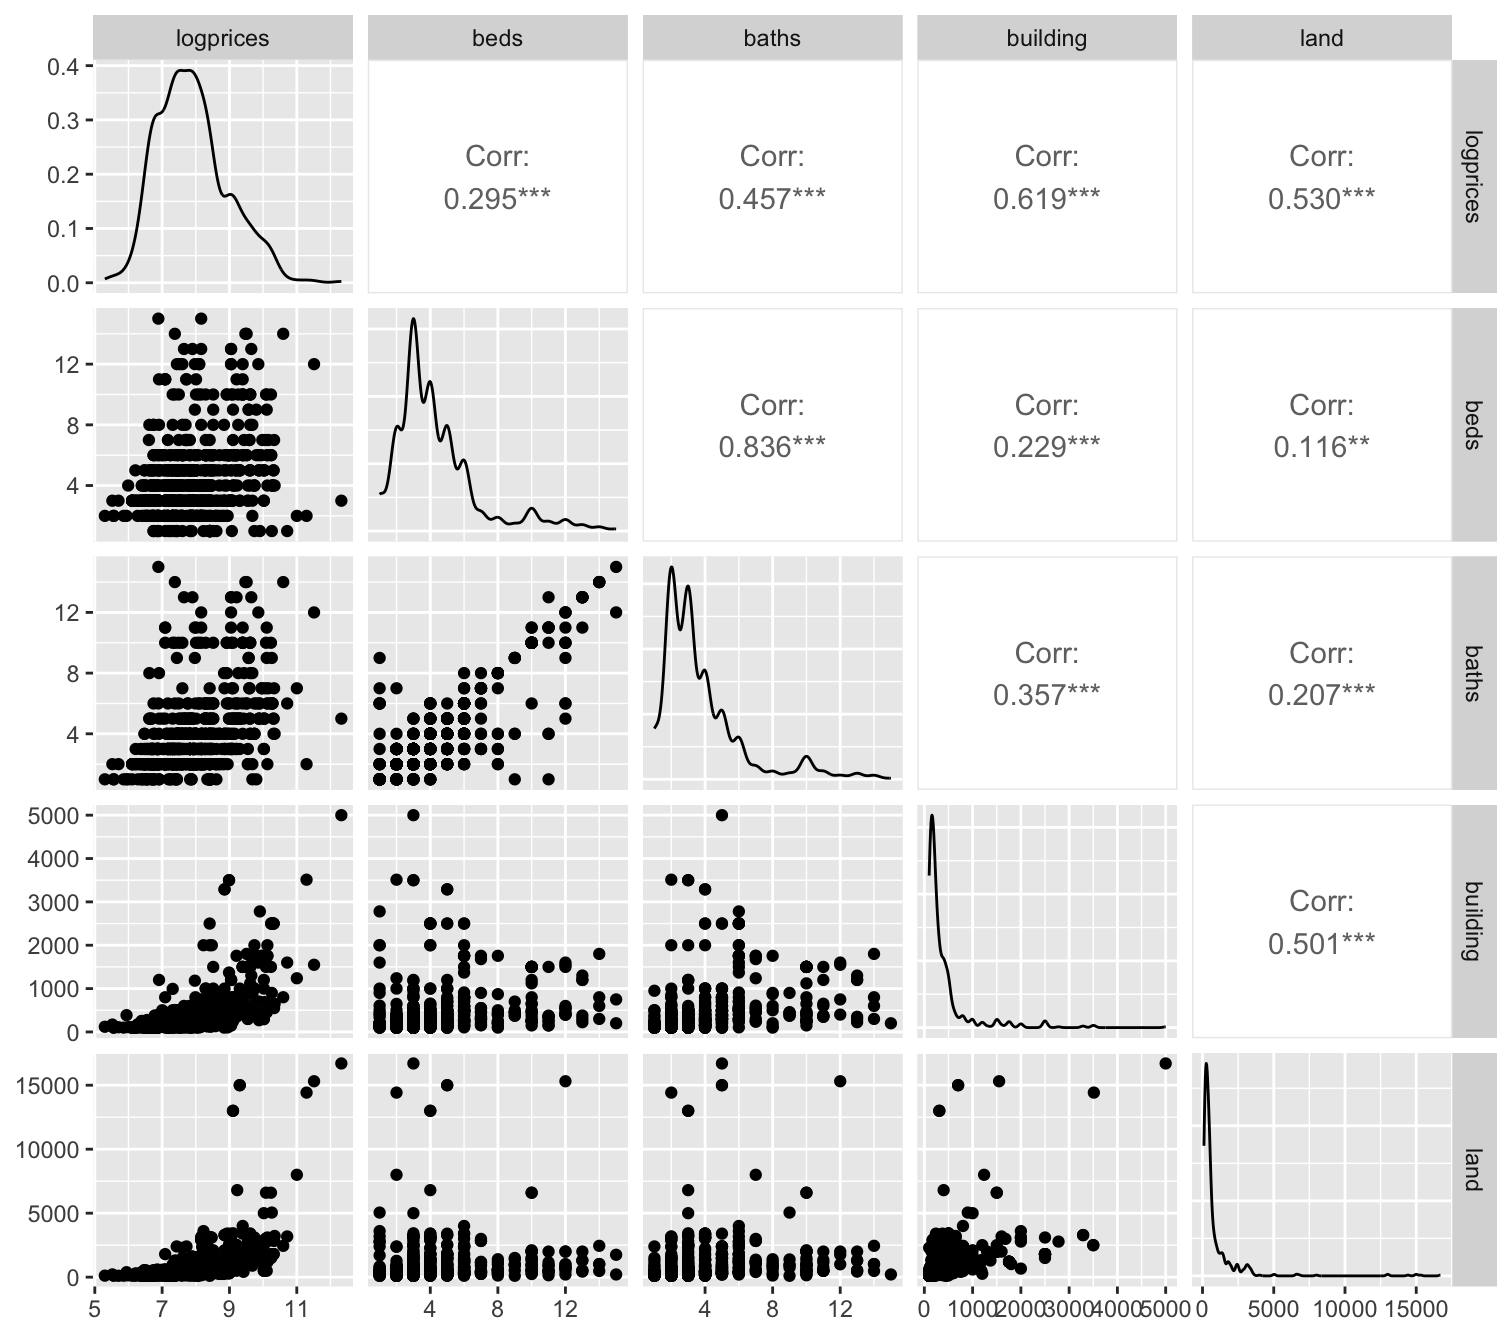 logprices beds baths building land
0.4
0.3
0.2
0.1
0.0
Corr:
0.295***
Corr:
0.457***
Corr:
0.619***
Corr:
0.530***
logprices
12
8
4
Corr:
0.836***
Corr:
0.229***
Corr:
0.116**
beds
12
8
4
Corr:
0.357***
Corr:
0.207***
baths
5000
4000
3000
2000
1000
0
Corr:
0.501***
building
15000
10000
5000
0
land
5 7 9 11
4 8 12
4 8 12
0 1000 2000 3000 4000 5000
0 5000 10000 15000